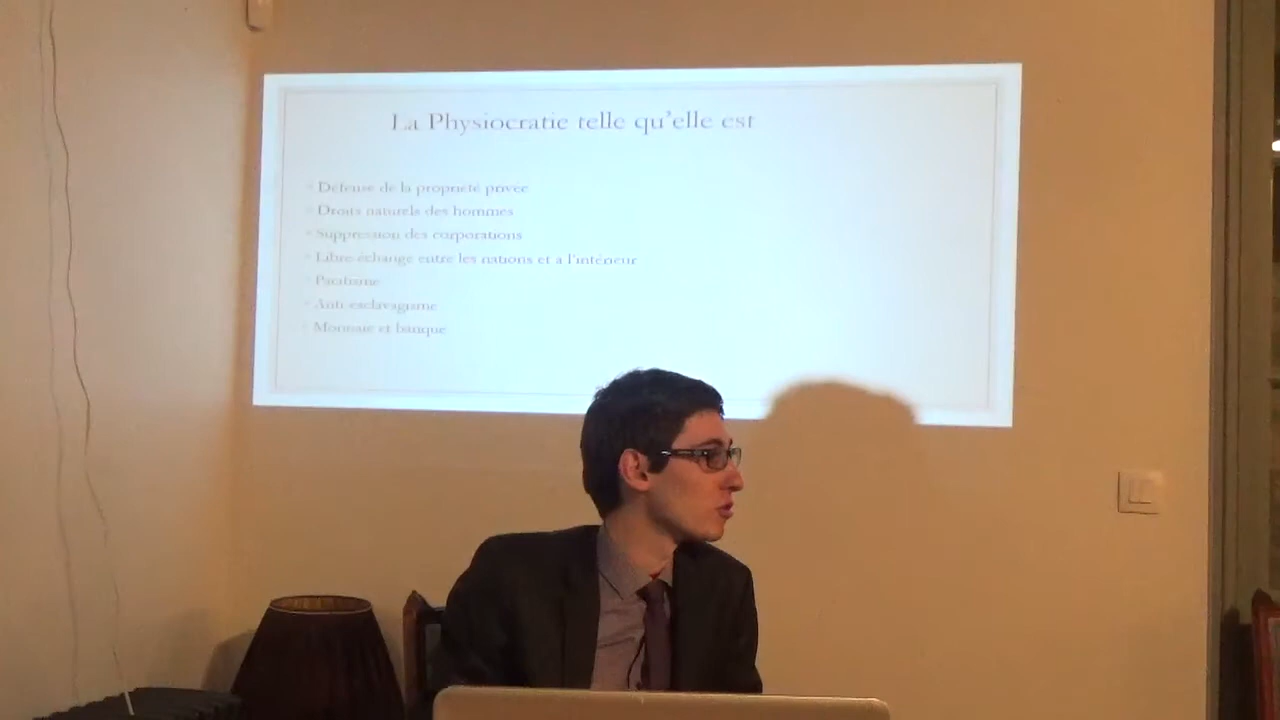 La Physiocratie telle qu'elle est
Défense de la propriété privée
Droits naturels des hommes
Suppression des corporations
Libre-échange entre les nations et à l'intérieur
Pacifisme
Anti-esclavagisme
Monnaie et banque